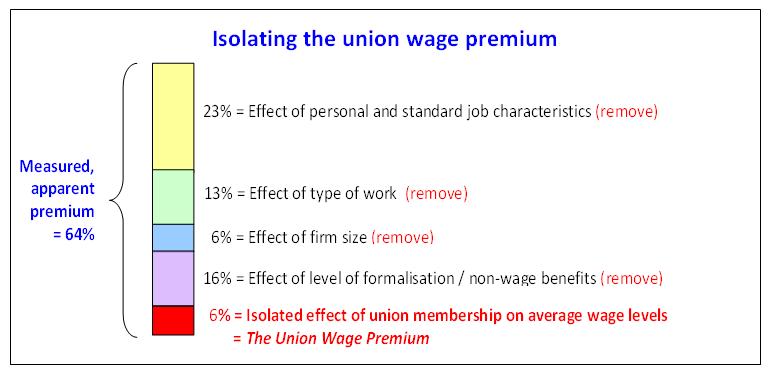 Isolating the union wage premium
23% = Effect of personal and standard job characteristics (remove)
Measured,
apparent
premium
= 64%
13% = Effect of type of work (remove)
6% = Effect of firm size (remove)
16% = Effect of level of formalisation / non-wage benefits (remove)
6% = Isolated effect of union membership on average wage levels
= The Union Wage Premium